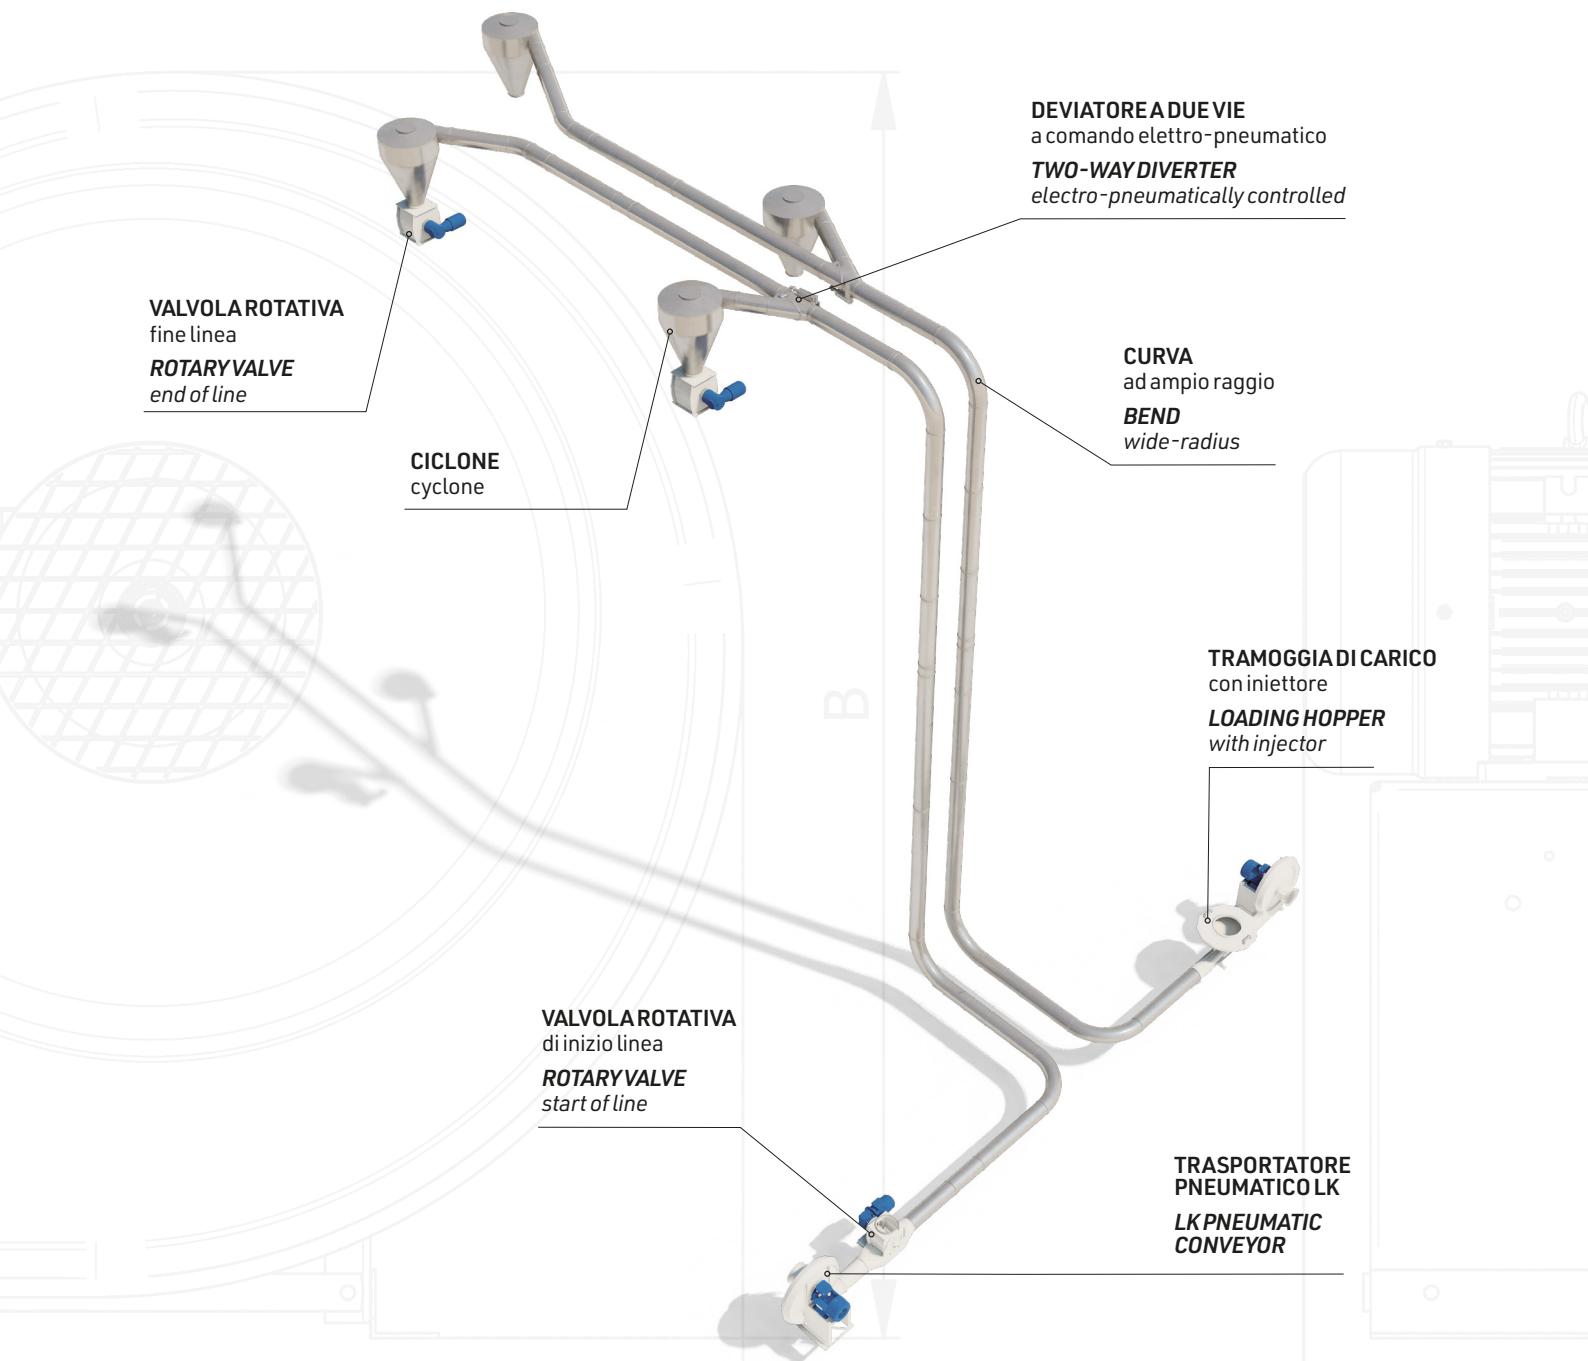 DEVIATORE A DUE VIE
a comando elettro-pneumatico
TWO-WAY DIVERTER
electro-pneumatically controlled
VALVOLA ROTATIVA
fine linea
ROTARY VALVE
end of line
CURVA
ad ampio raggio
BEND
wide-radius
CICLONE
cyclone
TRAMOGGIA DI CARICO
con iniettore
LOADING HOPPER
with injector
B
VALVOLA ROTATIVA
di inizio linea
ROTARY VALVE
start of line
TRASPORTATORE
PNEUMATICO LK
LK PNEUMATIC
CONVEYOR